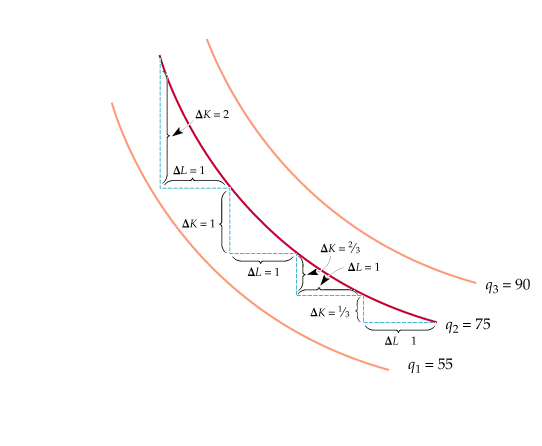 ΔK = 2
ΔL = 1
ΔK = 1
ΔL = 1
ΔK = 2/3
ΔL = 1
ΔK = 1/3
ΔL 1
q₃ = 90
q₂ = 75
q₁ = 55